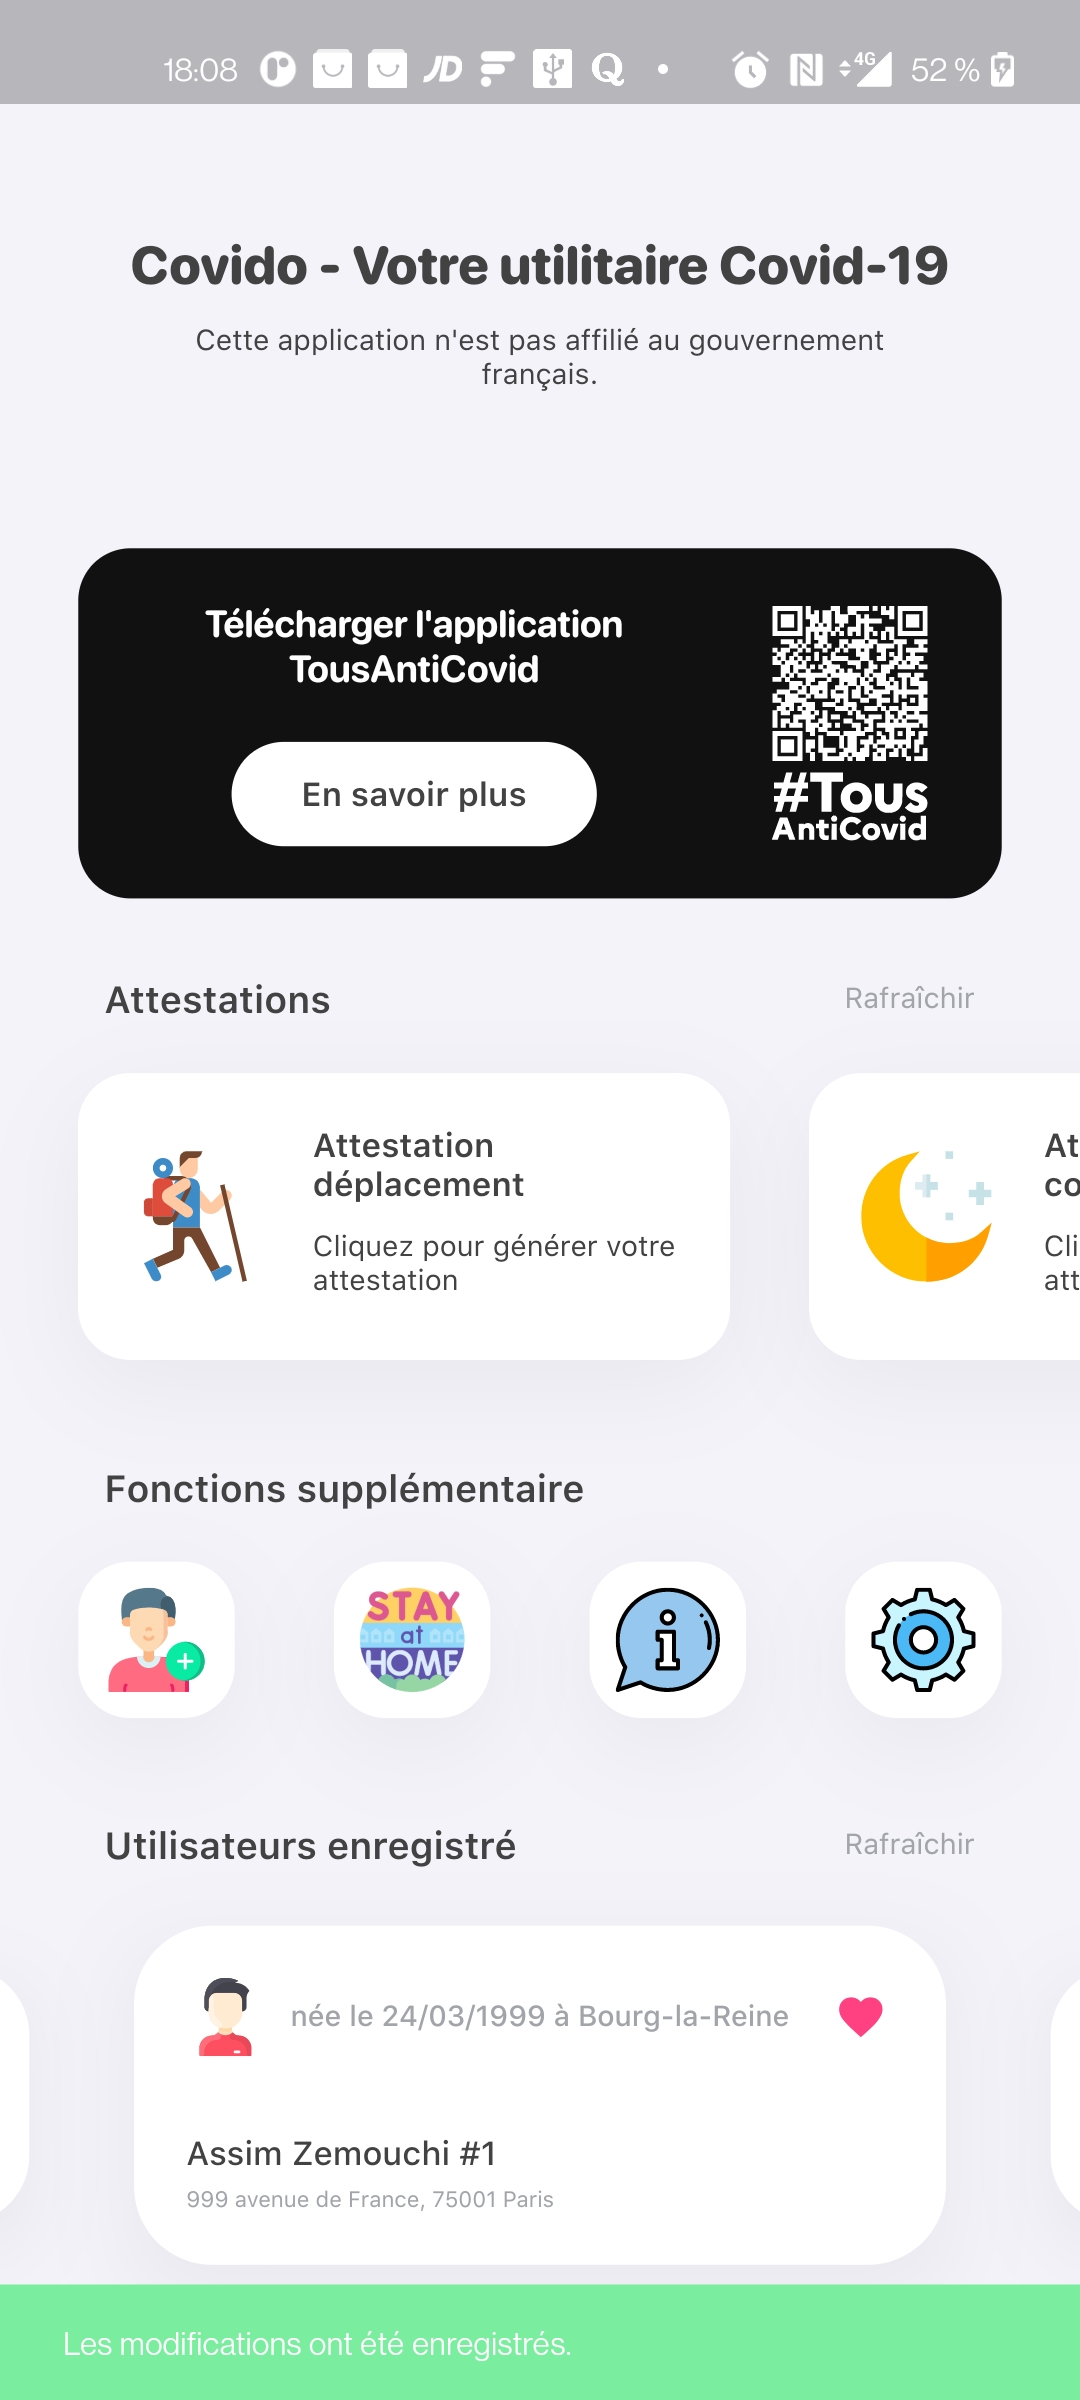 18:08
4G
52 %
Covido - Votre utilitaire Covid-19
Cette application n'est pas affilié au gouvernement
français.
Télécharger l'application
TousAntiCovid
En savoir plus
#Tous
AntiCovid
Attestations
Rafraîchir
Attestation
déplacement
Cliquez pour générer votre
attestation
At
co
Cli
att
Fonctions supplémentaire
STAY
at
HOME
Utilisateurs enregistré
Rafraîchir
née le 24/03/1999 à Bourg-la-Reine
Assim Zemouchi #1
999 avenue de France, 75001 Paris
Les modifications ont été enregistrés.